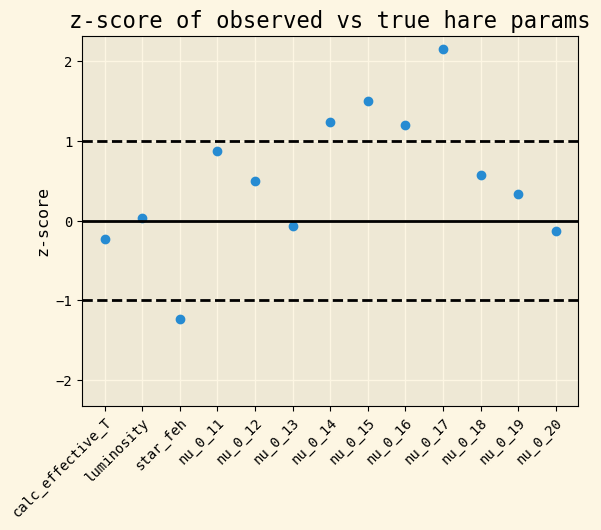 z-score of observed vs true hare params
z-score
2
1
0
−1
−2
calc_effective_T
luminosity
star_feh
nu_0_11
nu_0_12
nu_0_13
nu_0_14
nu_0_15
nu_0_16
nu_0_17
nu_0_18
nu_0_19
nu_0_20